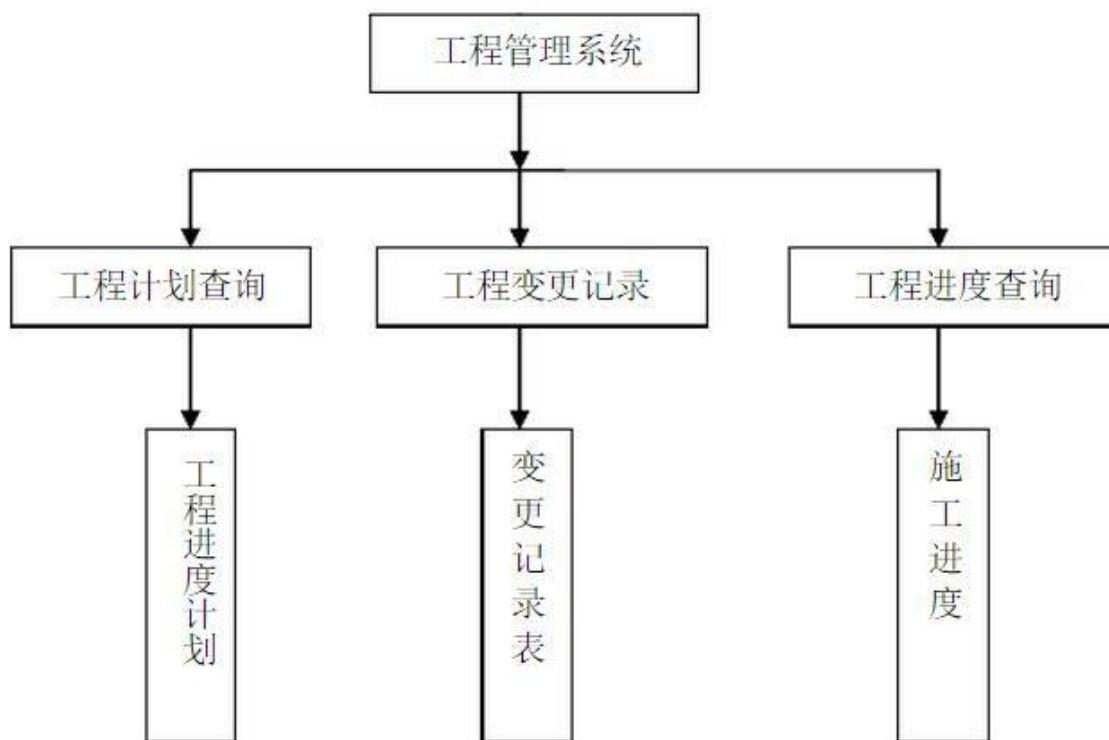 工程管理系统
工程计划查询
工程变更记录
工程进度查询
工程进度计划
变更记录表
施工进度